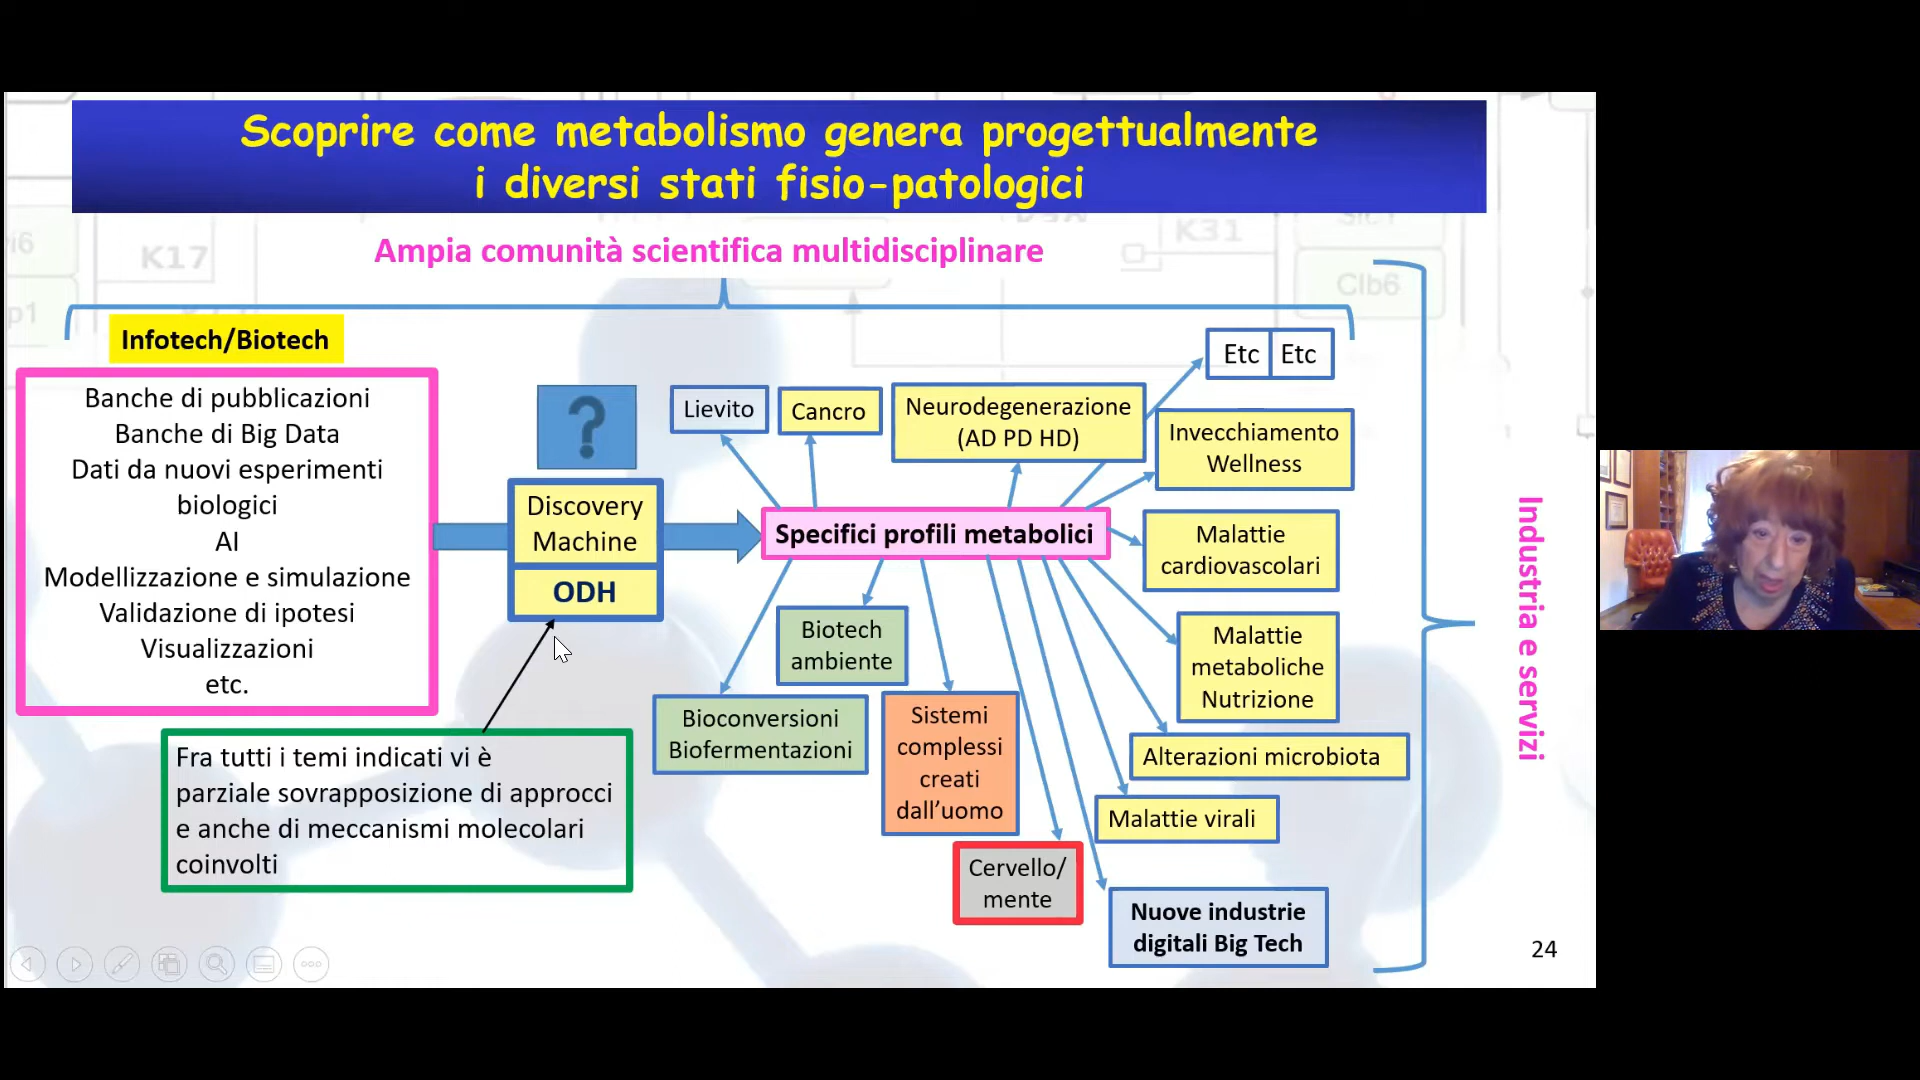 Scoprire come metabolismo genera progettualmente
i diversi stati fisio-patologici
Ampia comunità scientifica multidisciplinare
Infotech/Biotech
Banche di pubblicazioni
Banche di Big Data
Dati da nuovi esperimenti
biologici
AI
Modellizzazione e simulazione
Validazione di ipotesi
Visualizzazioni
etc.
?
Discovery
Machine
ODH
Fra tutti i temi indicati vi è
parziale sovrapposizione di approcci
e anche di meccanismi molecolari
coinvolti
Lievito
Cancro
Neurodegenerazione
(AD PD HD)
Etc
Etc
Invecchiamento
Wellness
Specifici profili metabolici
Malattie
cardiovascolari
Malattie
metaboliche
Nutrizione
Alterazioni microbiota
Malattie virali
Nuove industrie
digitali Big Tech
Cervello/
mente
Sistemi
complessi
creati
dall’uomo
Biotech
ambiente
Bioconversioni
Biofermentazioni
Industria e servizi
24
K17
K31
Clb6